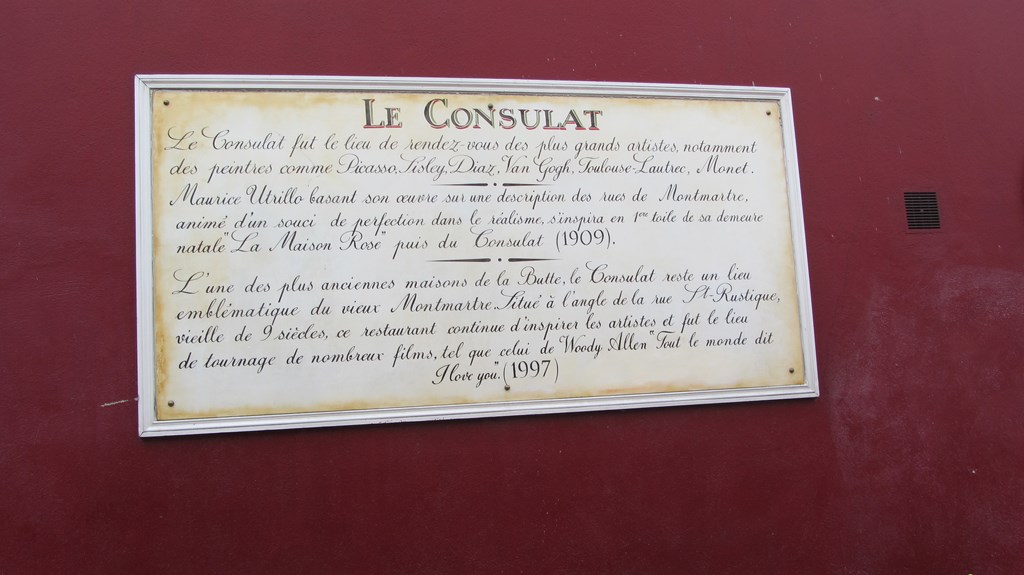 LE CONSULAT
Le Consulat fut le lieu de rendez-vous des plus grands artistes, notamment
des peintres comme Picasso, Sisley, Diaz, Van Gogh, Toulouse-Lautrec, Monet.
Maurice Utrillo basant son œuvre sur une description des rues de Montmartre,
animé d'un souci de perfection dans le réalisme, s'inspira en 1ère toile de sa demeure
natale "La Maison Rose" puis du Consulat (1909).
L'une des plus anciennes maisons de la Butte, le Consulat reste un lieu
emblématique du vieux Montmartre. Situé à l'angle de la rue St-Rustique,
vieille de 9 siècles, ce restaurant continue d'inspirer les artistes et fut le lieu
de tournage de nombreux films, tel que celui de Woody Allen "Tout le monde dit
I love you". (1997)